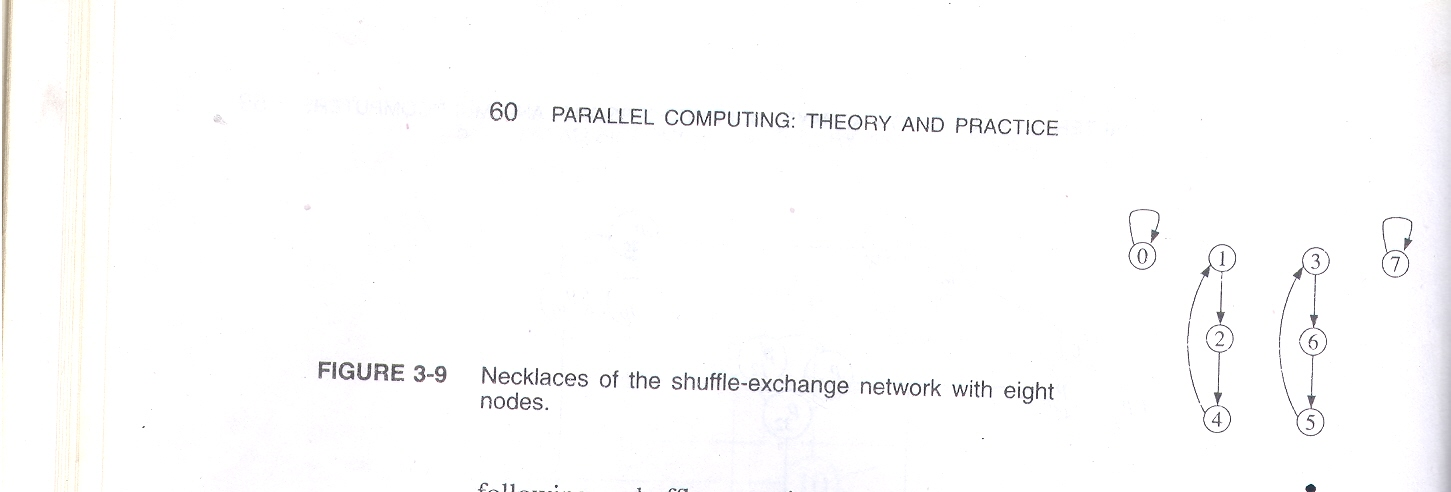 60 PARALLEL COMPUTING: THEORY AND PRACTICE
0 1 3 7
2 6
4 5
FIGURE 3-9 Necklaces of the shuffle-exchange network with eight
nodes.